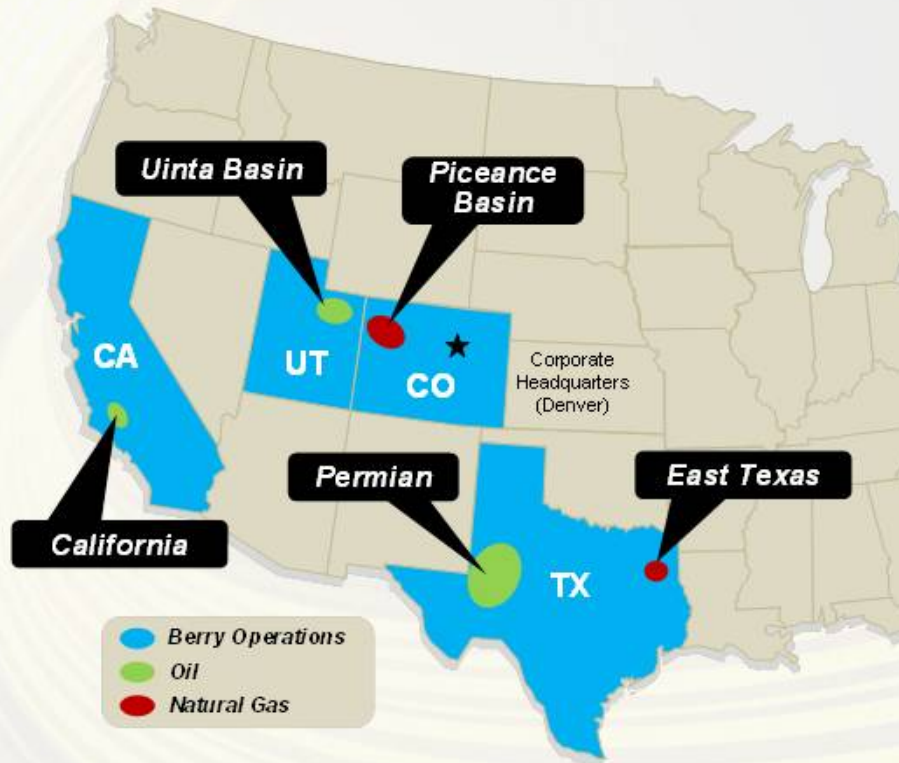 Uinta Basin
Piceance
Basin
CA
UT
CO
Corporate
Headquarters
(Denver)
Permian
East Texas
California
TX
Berry Operations
Oil
Natural Gas